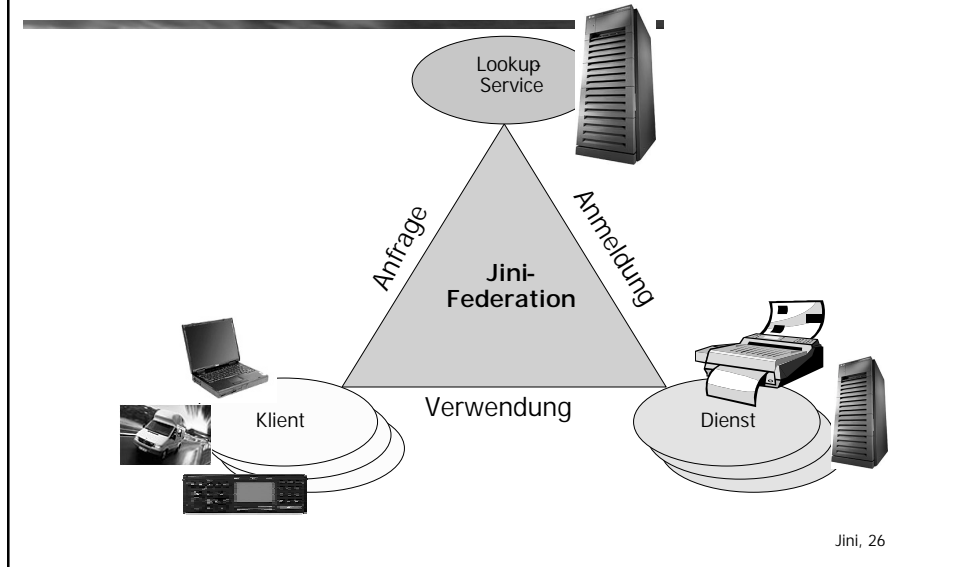 Lookup-
Service
Anfrage
Anmeldung
Jini-
Federation
Verwendung
Klient
Dienst
Jini, 26